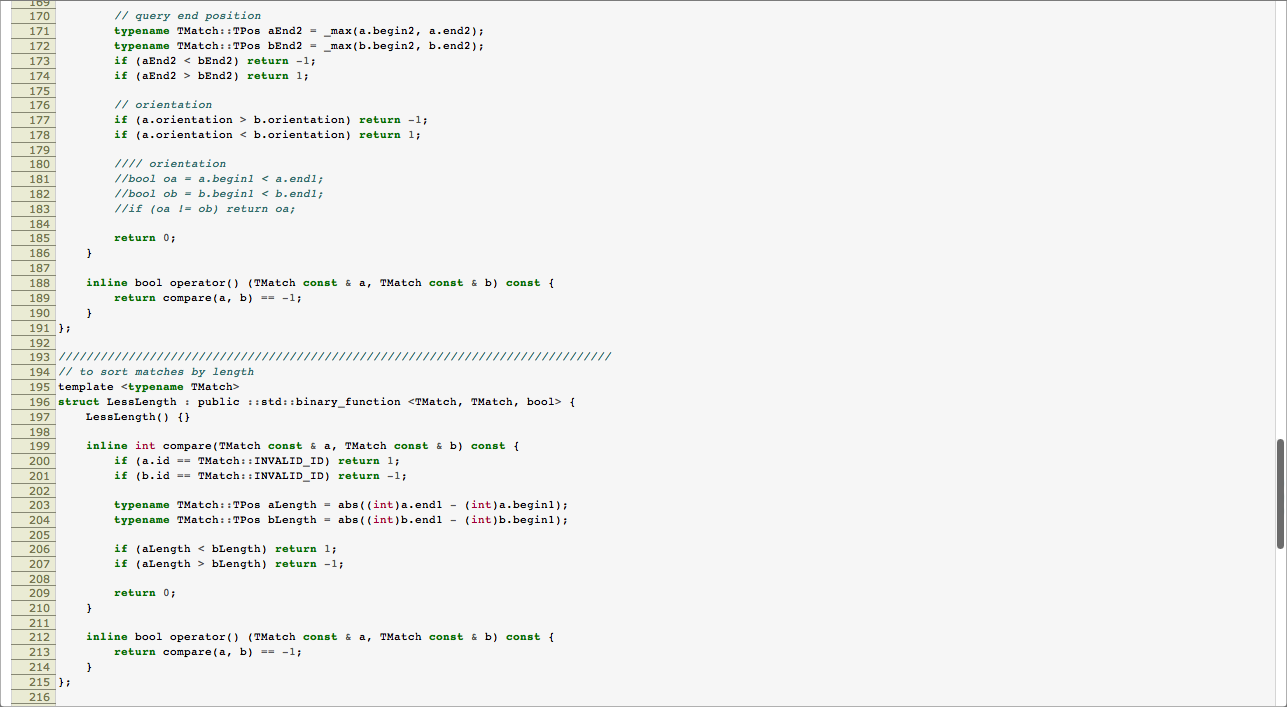 169
170         // query end position
171         typename TMatch::TPos aEnd2 = _max(a.begin2, a.end2);
172         typename TMatch::TPos bEnd2 = _max(b.begin2, b.end2);
173         if (aEnd2 < bEnd2) return -1;
174         if (aEnd2 > bEnd2) return 1;
175
176         // orientation
177         if (a.orientation > b.orientation) return -1;
178         if (a.orientation < b.orientation) return 1;
179
180         //// orientation
181         //bool oa = a.begin1 < a.end1;
182         //bool ob = b.begin1 < b.end1;
183         //if (oa != ob) return oa;
184
185         return 0;
186     }
187
188     inline bool operator() (TMatch const & a, TMatch const & b) const {
189         return compare(a, b) == -1;
190     }
191 };
192
193 ///////////////////////////////////////////////////////////////////////////////
194 // to sort matches by length
195 template <typename TMatch>
196 struct LessLength : public ::std::binary_function <TMatch, TMatch, bool> {
197     LessLength() {}
198
199     inline int compare(TMatch const & a, TMatch const & b) const {
200         if (a.id == TMatch::INVALID_ID) return 1;
201         if (b.id == TMatch::INVALID_ID) return -1;
202
203         typename TMatch::TPos aLength = abs((int)a.end1 - (int)a.begin1);
204         typename TMatch::TPos bLength = abs((int)b.end1 - (int)b.begin1);
205
206         if (aLength < bLength) return 1;
207         if (aLength > bLength) return -1;
208
209         return 0;
210     }
211
212     inline bool operator() (TMatch const & a, TMatch const & b) const {
213         return compare(a, b) == -1;
214     }
215 };
216